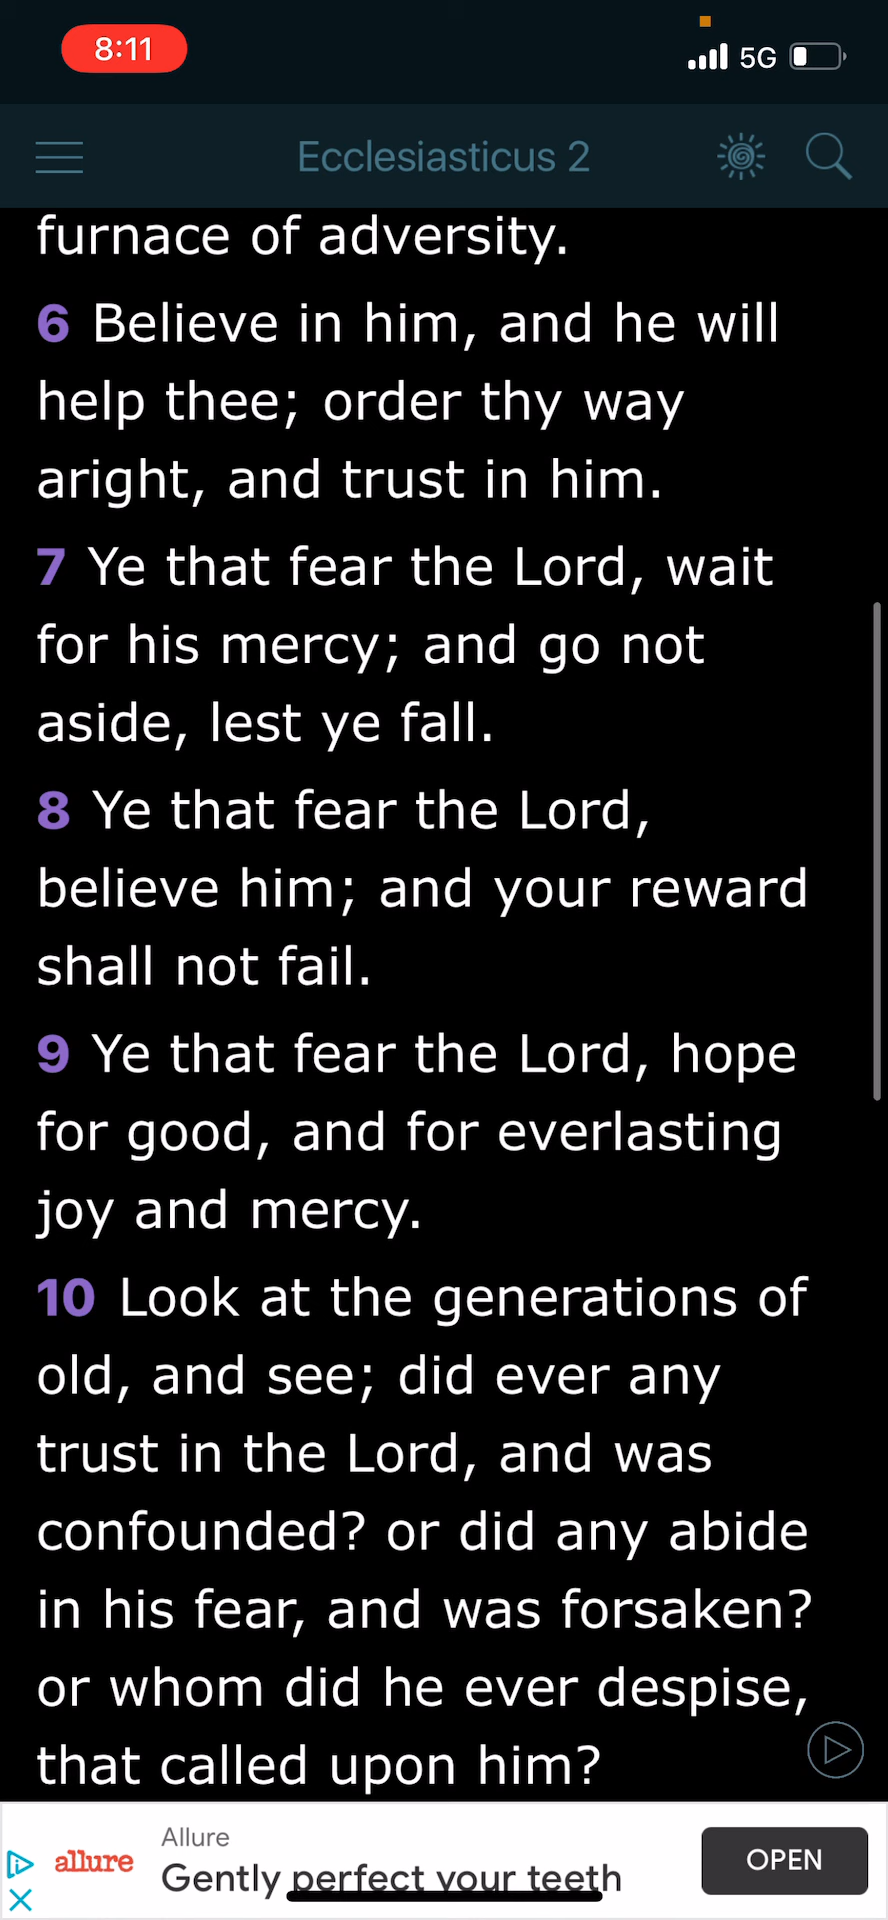 8:11
5G
Ecclesiasticus 2
furnace of adversity.
6 Believe in him, and he will
help thee; order thy way
aright, and trust in him.
7 Ye that fear the Lord, wait
for his mercy; and go not
aside, lest ye fall.
8 Ye that fear the Lord,
believe him; and your reward
shall not fail.
9 Ye that fear the Lord, hope
for good, and for everlasting
joy and mercy.
10 Look at the generations of
old, and see; did ever any
trust in the Lord, and was
confounded? or did any abide
in his fear, and was forsaken?
or whom did he ever despise,
that called upon him?
allure
Allure
Gently perfect your teeth
OPEN